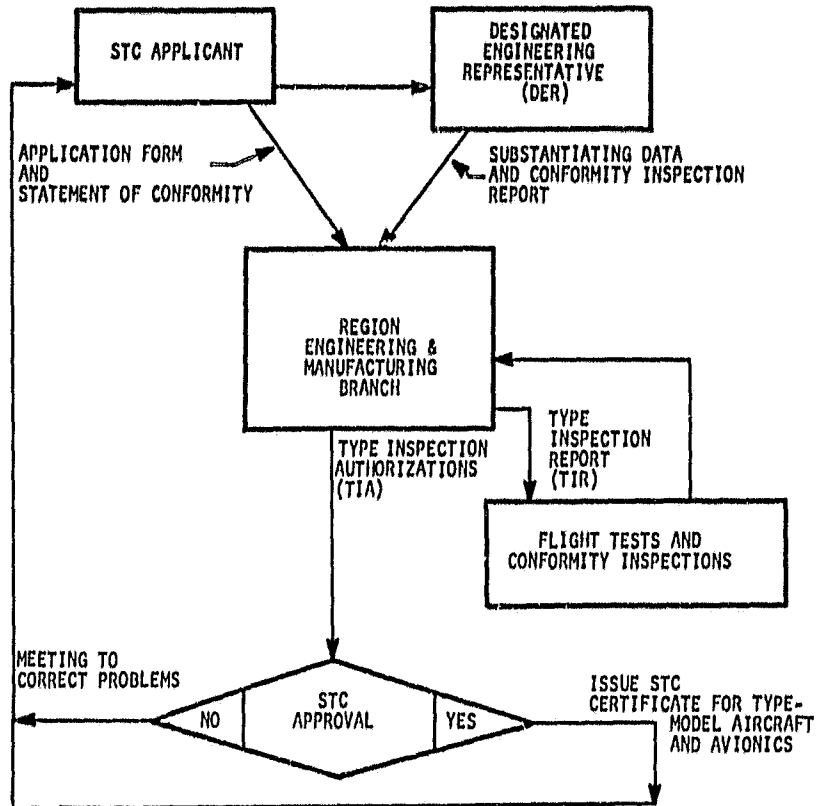 STC APPLICANT
DESIGNATED
ENGINEERING
REPRESENTATIVE
(DER)
APPLICATION FORM
AND
STATEMENT OF CONFORMITY
SUBSTANTIATING DATA
AND CONFORMITY INSPECTION
REPORT
REGION
ENGINEERING &
MANUFACTURING
BRANCH
TYPE INSPECTION
AUTHORIZATIONS
(TIA)
TYPE
INSPECTION
REPORT
(TIR)
FLIGHT TESTS AND
CONFORMITY INSPECTIONS
MEETING TO
CORRECT PROBLEMS
NO
STC
APPROVAL
YES
ISSUE STC
CERTIFICATE FOR TYPE-
MODEL AIRCRAFT
AND AVIONICS